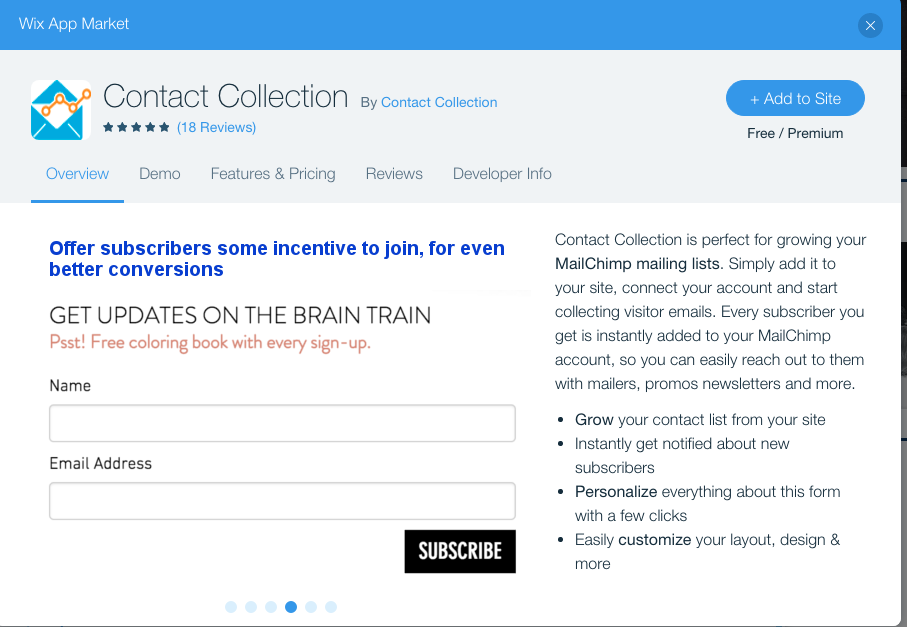 Wix App Market
Contact Collection By Contact Collection
(18 Reviews)
+ Add to Site
Free / Premium
Overview Demo Features & Pricing Reviews Developer Info
Offer subscribers some incentive to join, for even
better conversions
GET UPDATES ON THE BRAIN TRAIN
Psst! Free coloring book with every sign-up.
Name
Email Address
SUBSCRIBE
Contact Collection is perfect for growing your
MailChimp mailing lists. Simply add it to
your site, connect your account and start
collecting visitor emails. Every subscriber you
get is instantly added to your MailChimp
account, so you can easily reach out to them
with mailers, promos newsletters and more.
• Grow your contact list from your site
• Instantly get notified about new
subscribers
• Personalize everything about this form
with a few clicks
• Easily customize your layout, design &
more